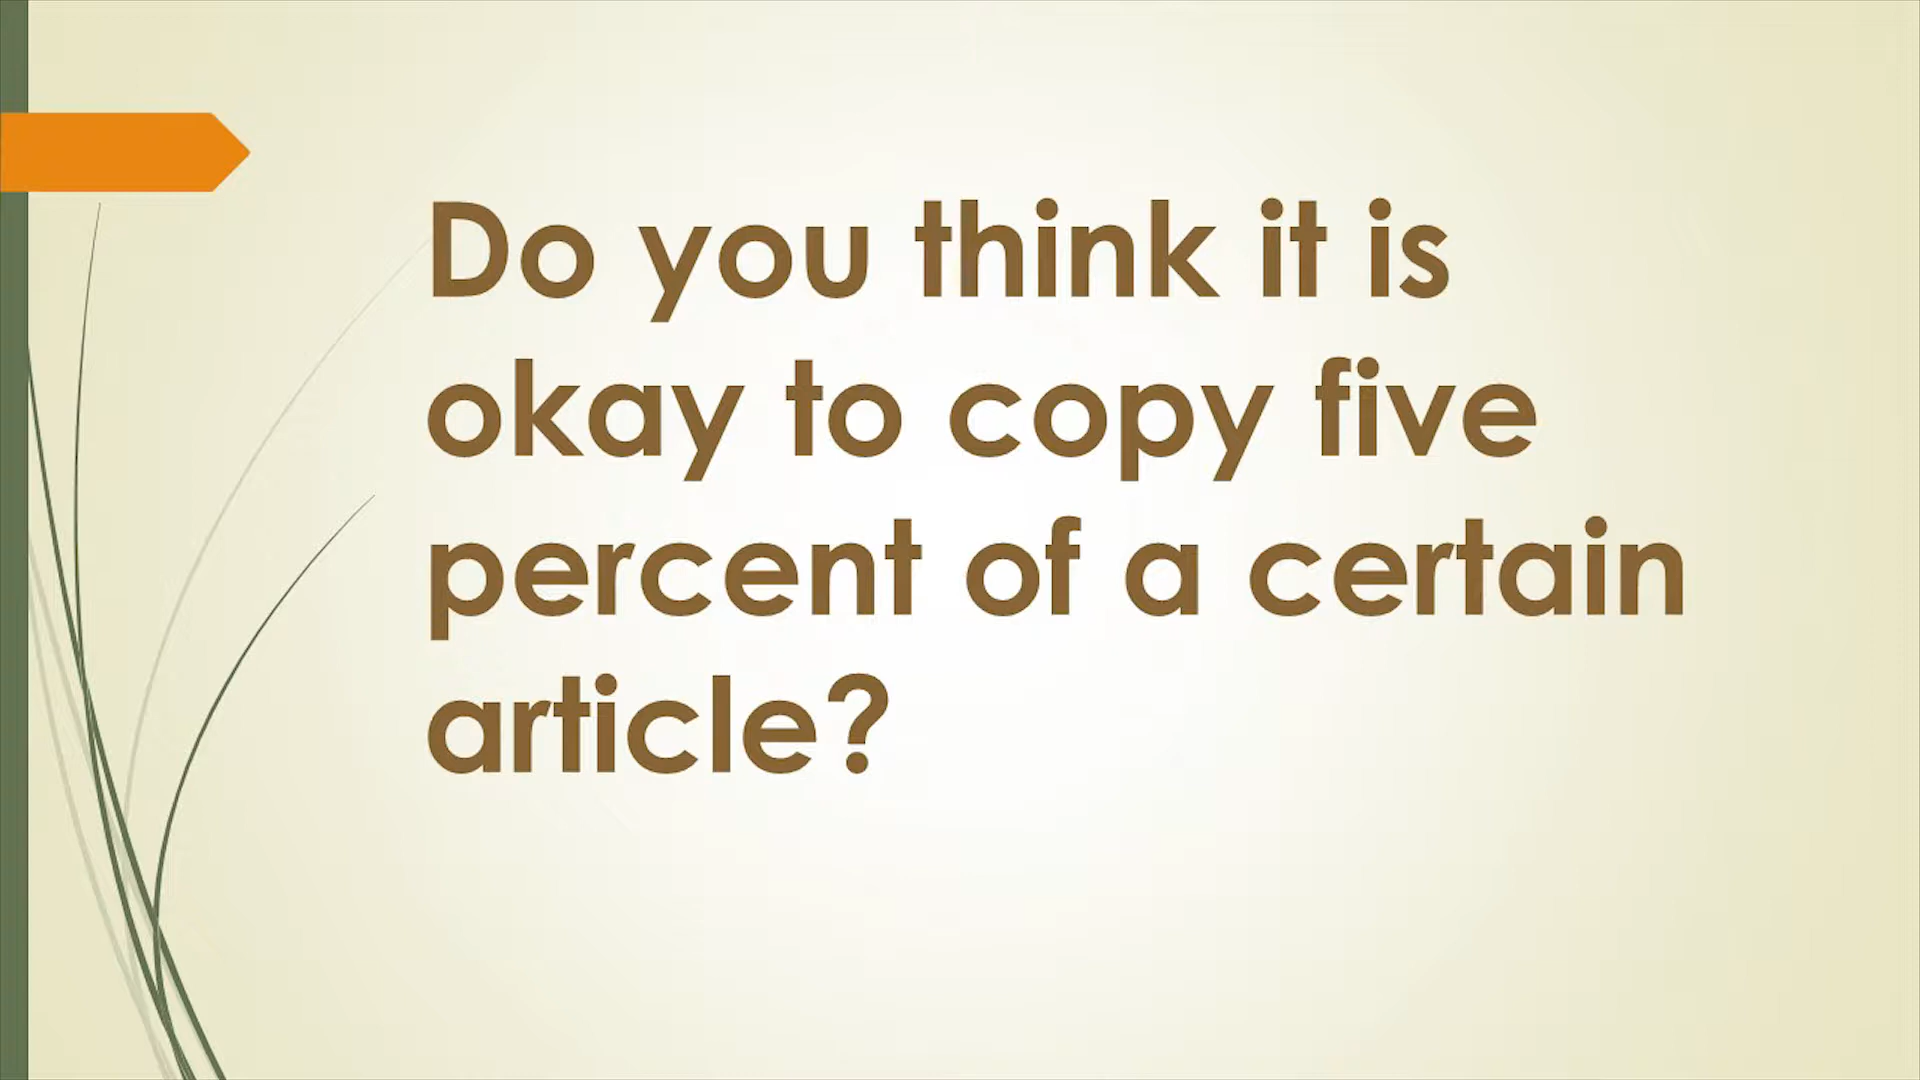 Do you think it is
okay to copy five
percent of a certain
article?